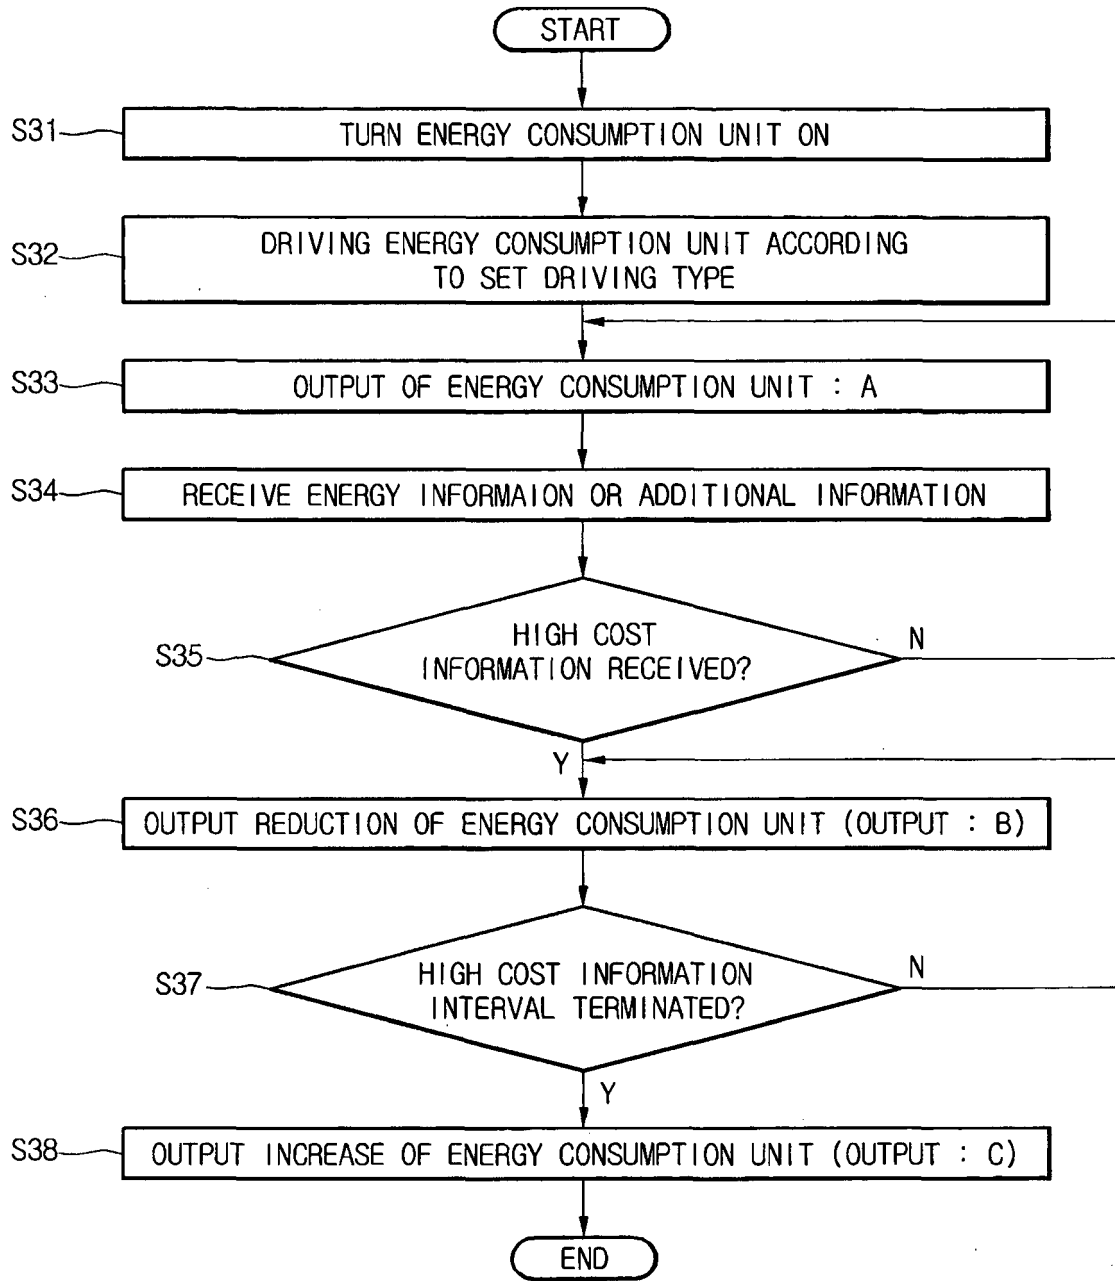 START
S31
TURN ENERGY CONSUMPTION UNIT ON
S32
DRIVING ENERGY CONSUMPTION UNIT ACCORDING
TO SET DRIVING TYPE
S33
OUTPUT OF ENERGY CONSUMPTION UNIT : A
S34
RECEIVE ENERGY INFORMAION OR ADDITIONAL INFORMATION
S35
HIGH COST
INFORMATION RECEIVED?
N
Y
S36
OUTPUT REDUCTION OF ENERGY CONSUMPTION UNIT (OUTPUT : B)
S37
HIGH COST INFORMATION
INTERVAL TERMINATED?
N
Y
S38
OUTPUT INCREASE OF ENERGY CONSUMPTION UNIT (OUTPUT : C)
END